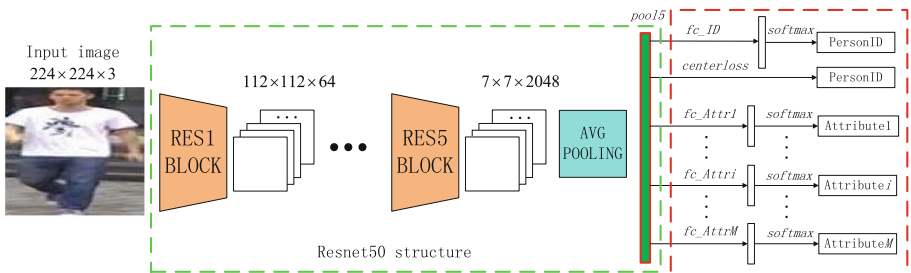 Input image
224×224×3
RES1
BLOCK
112×112×64
...
RES5
BLOCK
7×7×2048
...
AVG
POOLING
Resnet50 structure
pool5
fc_ID
softmax
PersonID
centerloss
PersonID
fc_Attr1
softmax
Attribute1
fc_Attri
softmax
Attributei
fc_AttrM
softmax
AttributeM